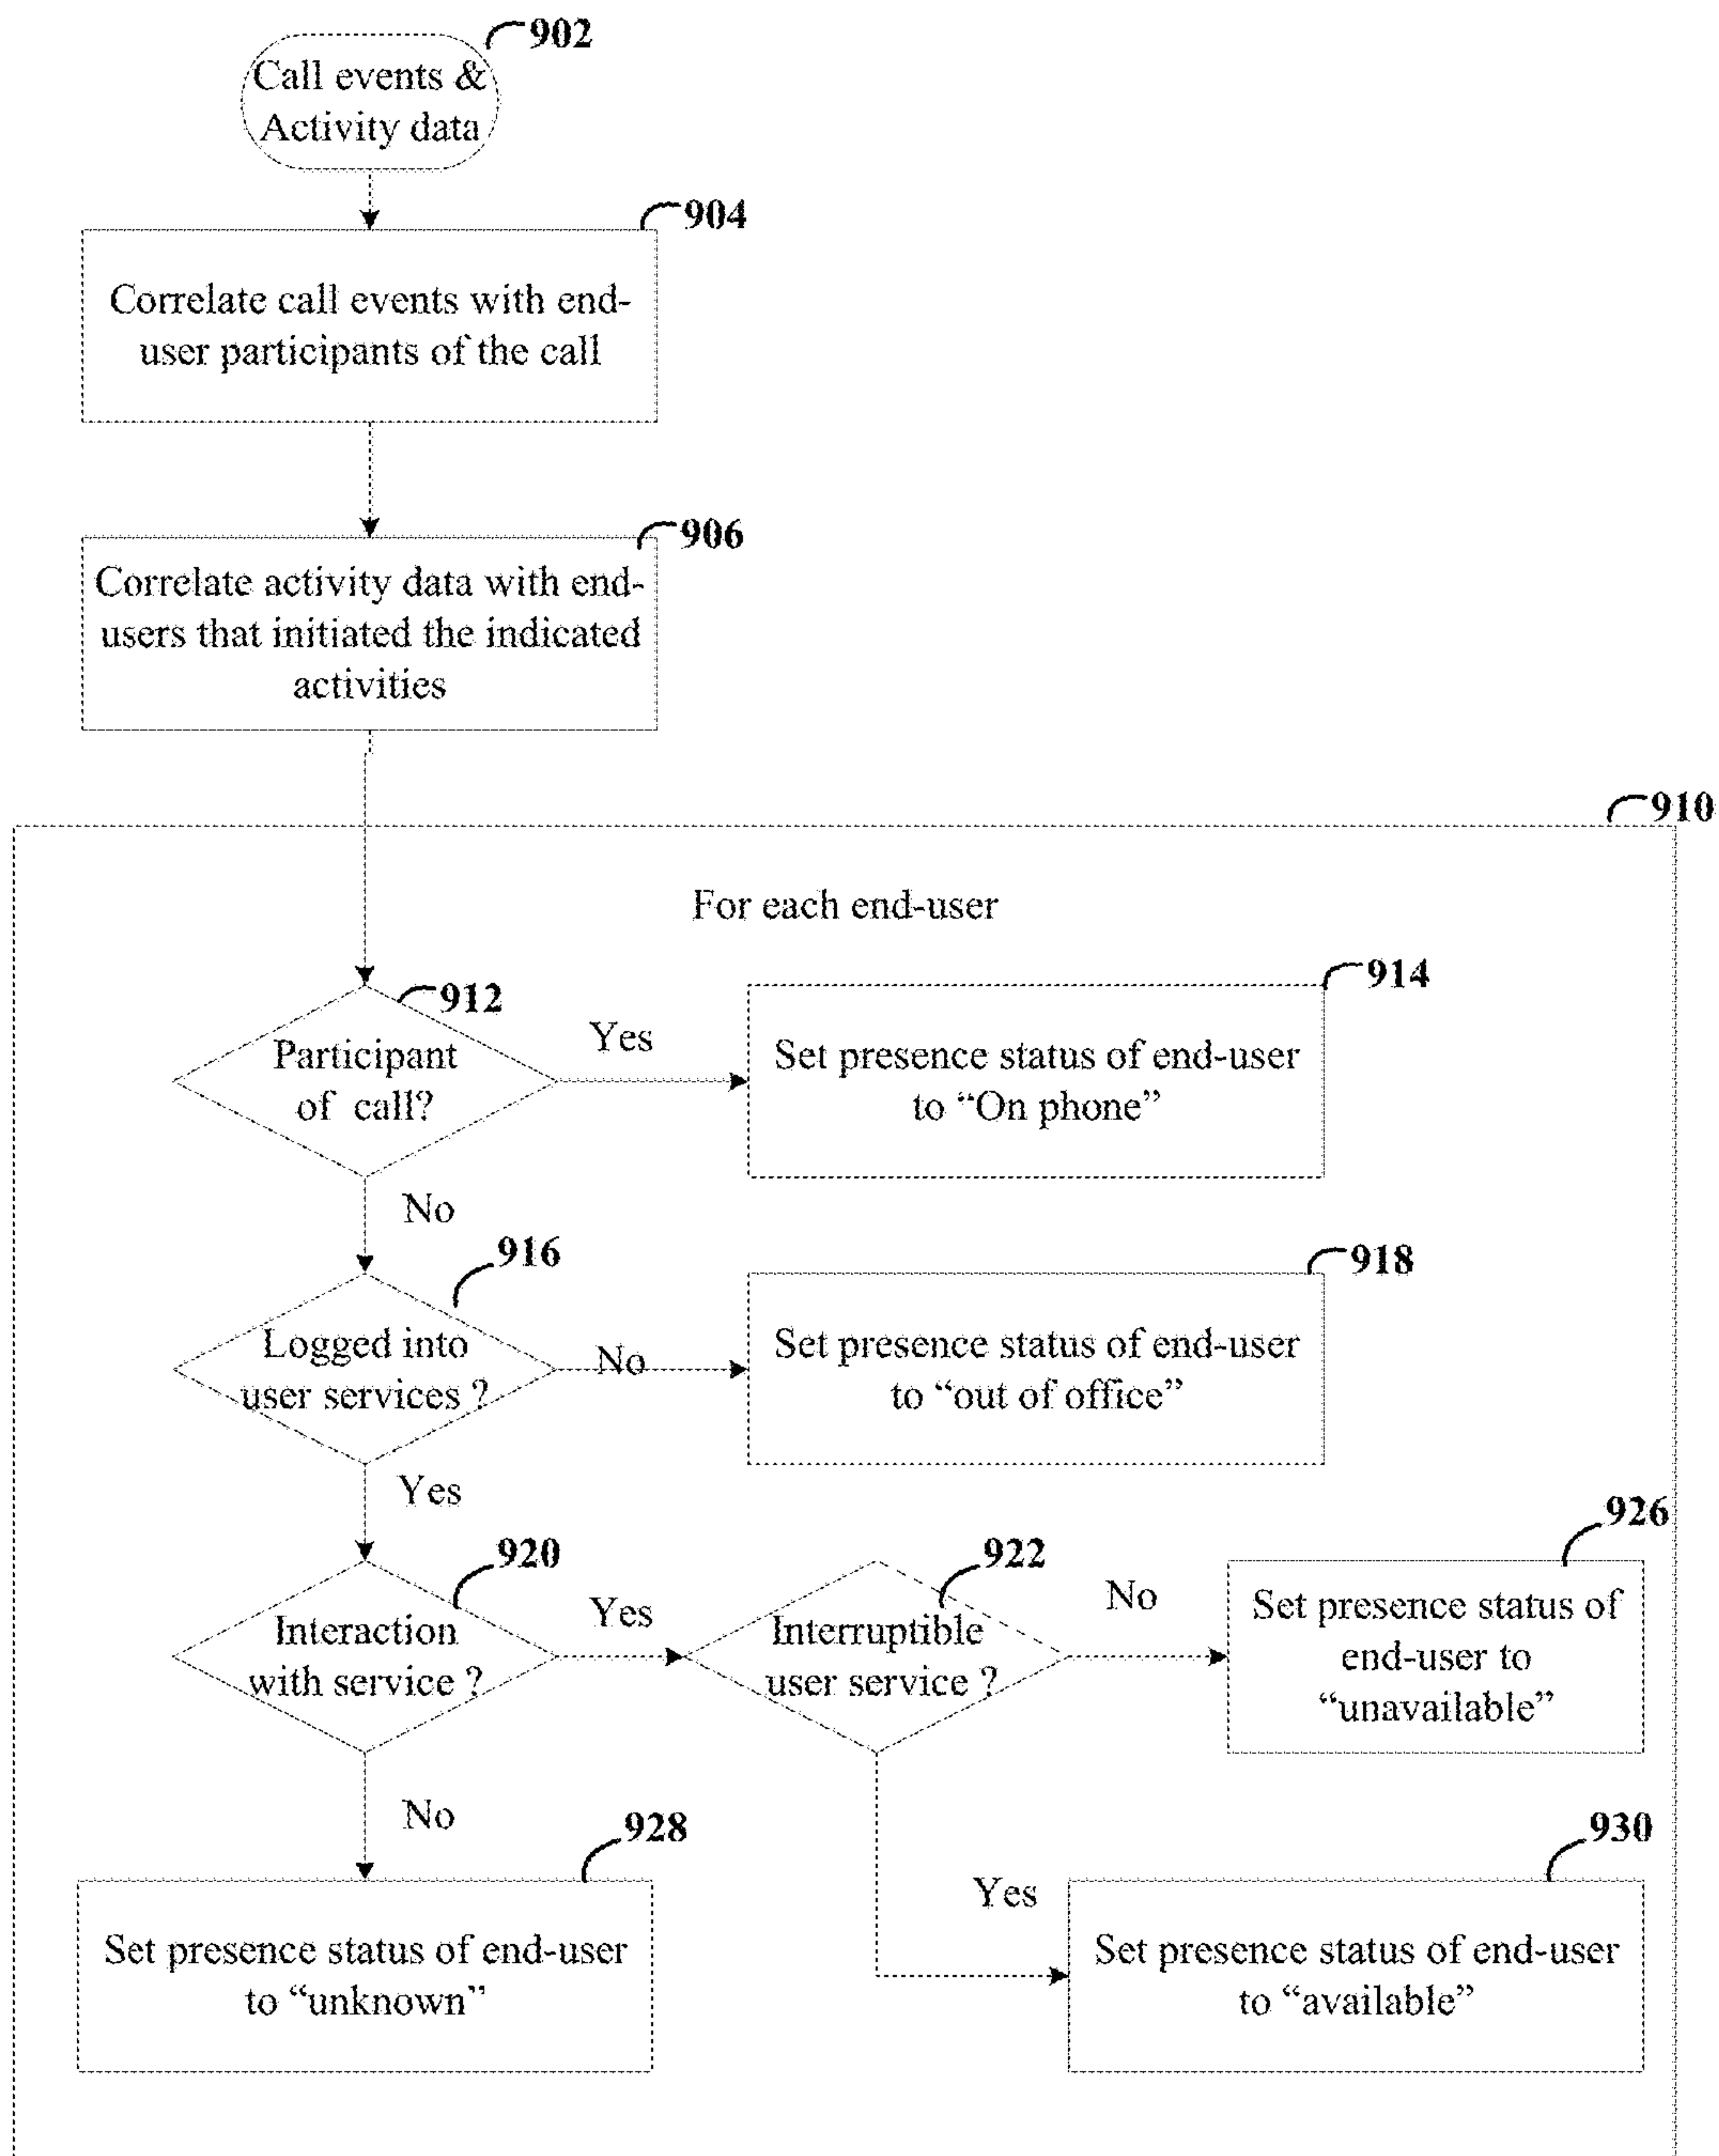 902
Call events &
Activity data
904
Correlate call events with end-
user participants of the call
906
Correlate activity data with end-
users that initiated the indicated
activities
910
For each end-user
912
Participant
of call?
Yes
914
Set presence status of end-user
to “On phone”
No
916
Logged into
user services ?
No
918
Set presence status of end-user
to “out of office”
Yes
920
Interaction
with service ?
Yes
922
Interruptible
user service ?
No
926
Set presence status of
end-user to
“unavailable”
No
928
Set presence status of end-user
to “unknown”
Yes
930
Set presence status of end-user
to “available”